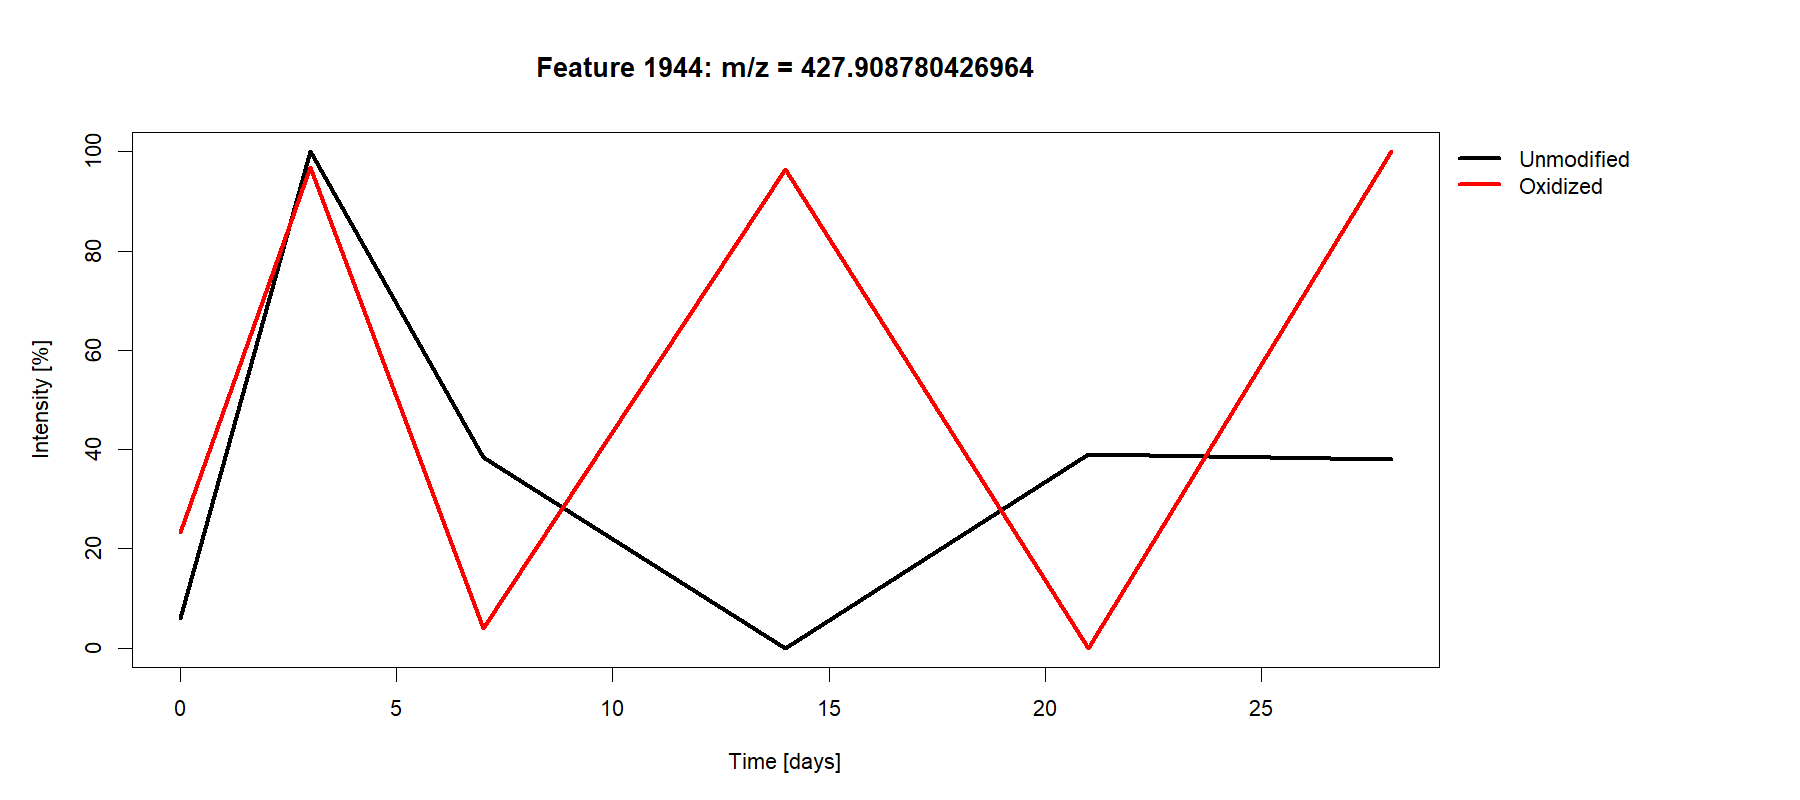 Feature 1944: m/z = 427.908780426964
Unmodified
Oxidized
Intensity [%]
100
80
60
40
20
0
0 5 10 15 20 25
Time [days]